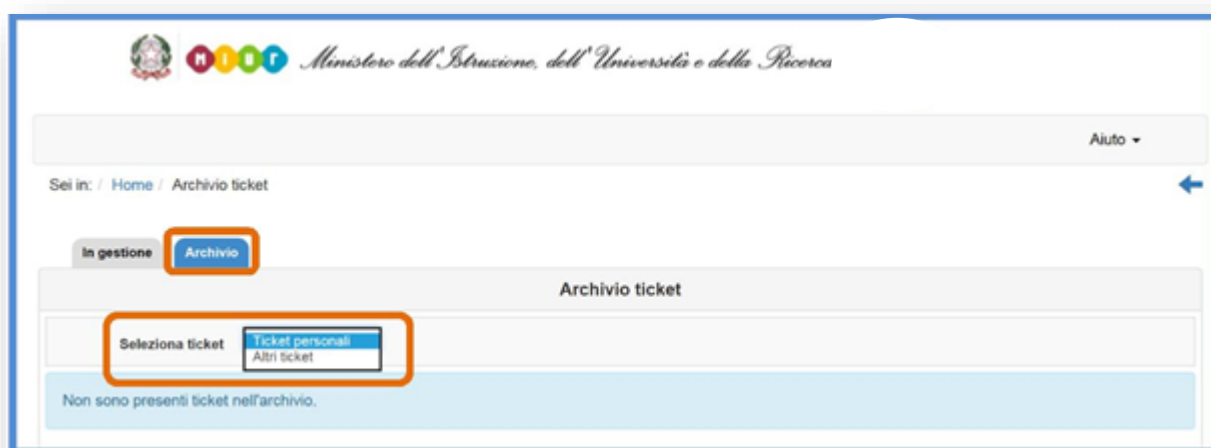 MIUR Ministero dell'Istruzione, dell'Università e della Ricerca
Aiuto
Sei in: / Home / Archivio ticket
In gestione Archivio
Archivio ticket
Seleziona ticket Ticket personali
Altri ticket
Non sono presenti ticket nell'archivio.